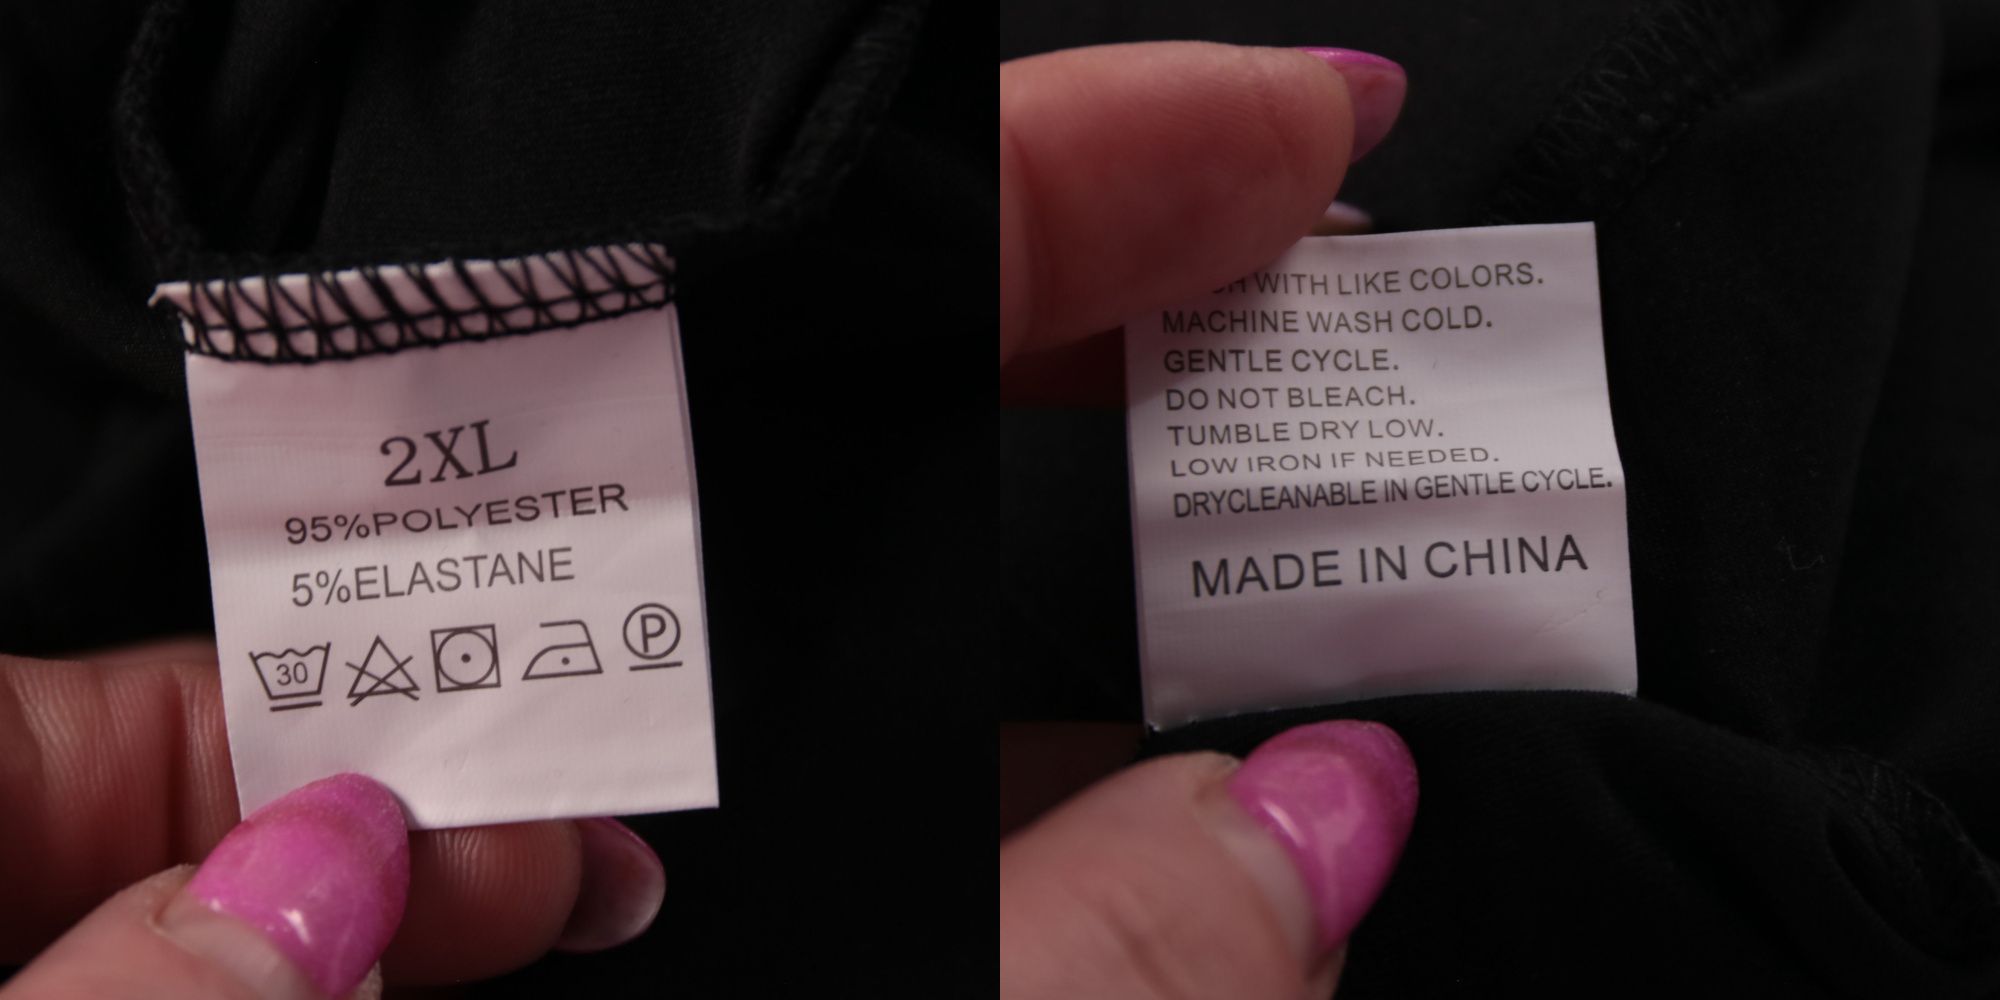 2XL
95%POLYESTER
5%ELASTANE
30 P
WITH LIKE COLORS.
MACHINE WASH COLD.
GENTLE CYCLE.
DO NOT BLEACH.
TUMBLE DRY LOW.
LOW IRON IF NEEDED.
DRYCLEANABLE IN GENTLE CYCLE.
MADE IN CHINA